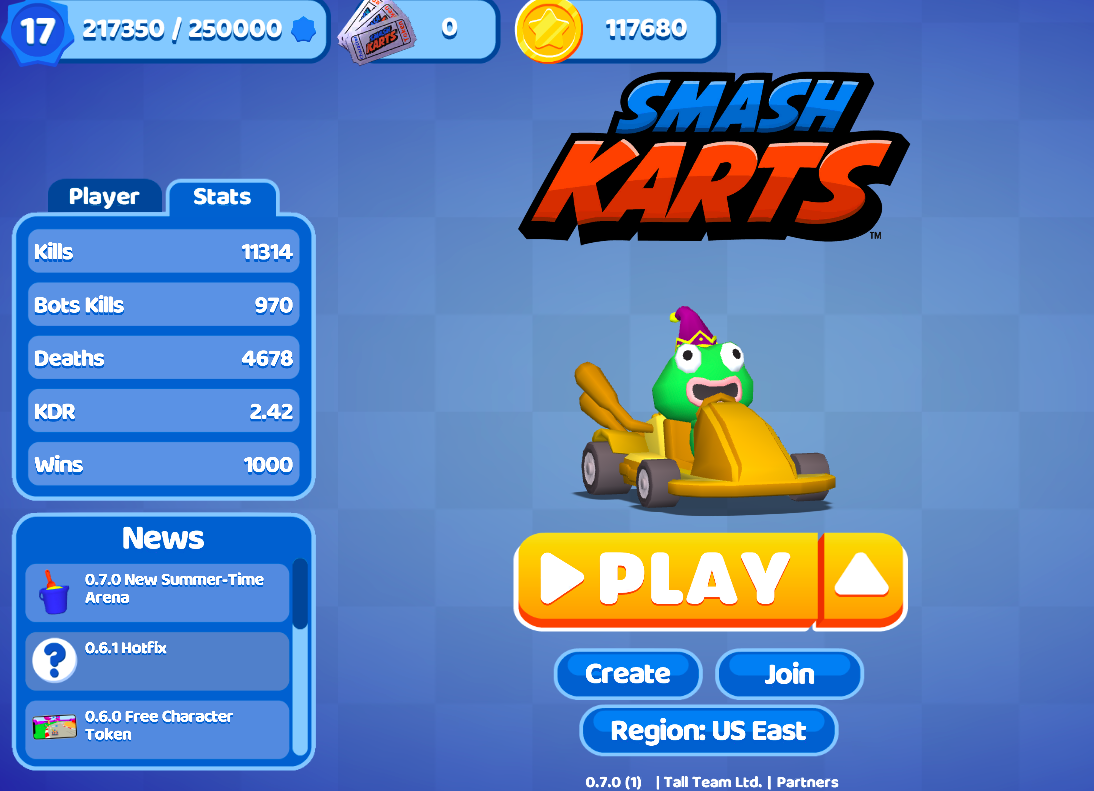 17
217350 / 250000
0
117680
KARTS
SMASH
KARTS
TM
Player
Stats
Kills
11314
Bots Kills
970
Deaths
4678
KDR
2.42
Wins
1000
News
0.7.0 New Summer-Time
Arena
?
0.6.1 Hotfix
0.6.0 Free Character
Token
PLAY
Create
Join
Region: US East
0.7.0 (1) | Tall Team Ltd. | Partners